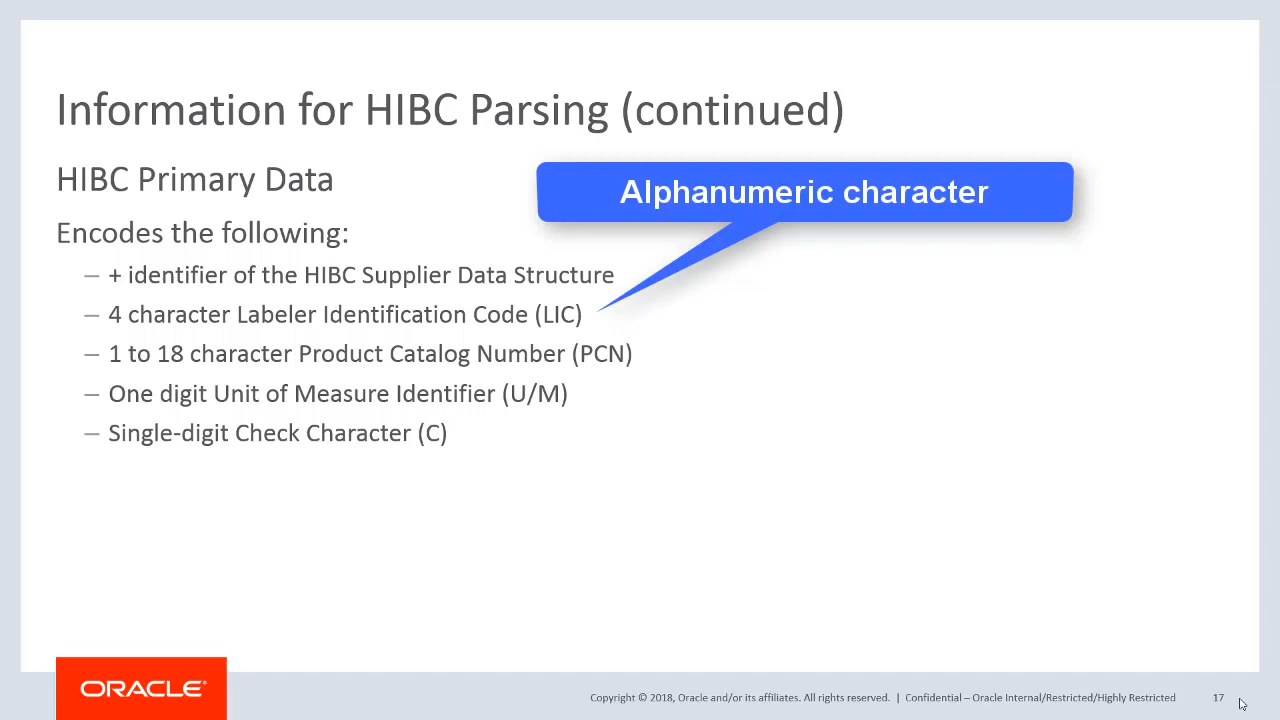 Information for HIBC Parsing (continued)
HIBC Primary Data
Alphanumeric character
Encodes the following:
– + identifier of the HIBC Supplier Data Structure
– 4 character Labeler Identification Code (LIC)
– 1 to 18 character Product Catalog Number (PCN)
– One digit Unit of Measure Identifier (U/M)
– Single-digit Check Character (C)
ORACLE®
Copyright © 2018, Oracle and/or its affiliates. All rights reserved. | Confidential – Oracle Internal/Restricted/Highly Restricted 17